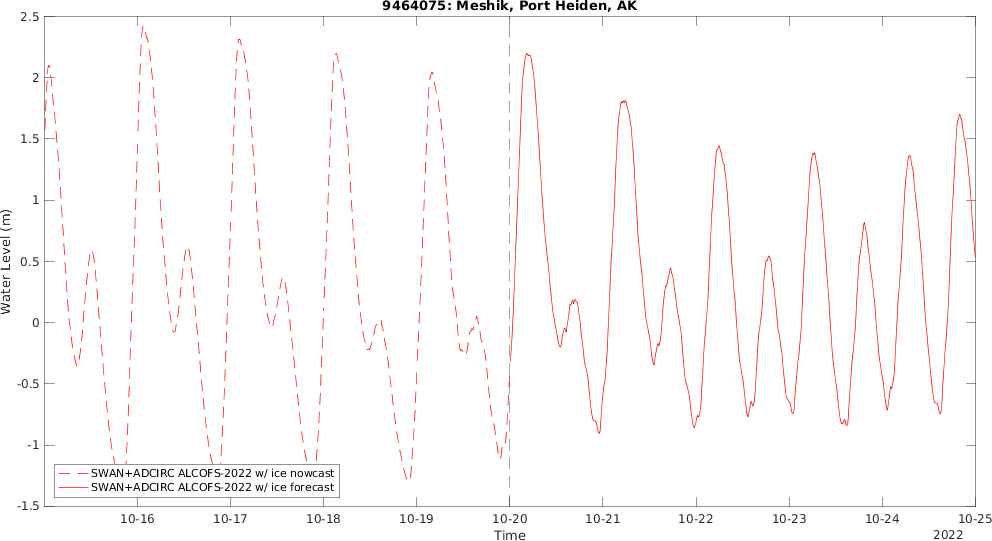 9464075: Meshik, Port Heiden, AK
2.5
2
1.5
1
0.5
0
-0.5
-1
-1.5
Water Level (m)
SWAN+ADCIRC ALCOFS-2022 w/ ice nowcast
SWAN+ADCIRC ALCOFS-2022 w/ ice forecast
10-16 10-17 10-18 10-19 10-20 10-21 10-22 10-23 10-24 10-25
Time
2022